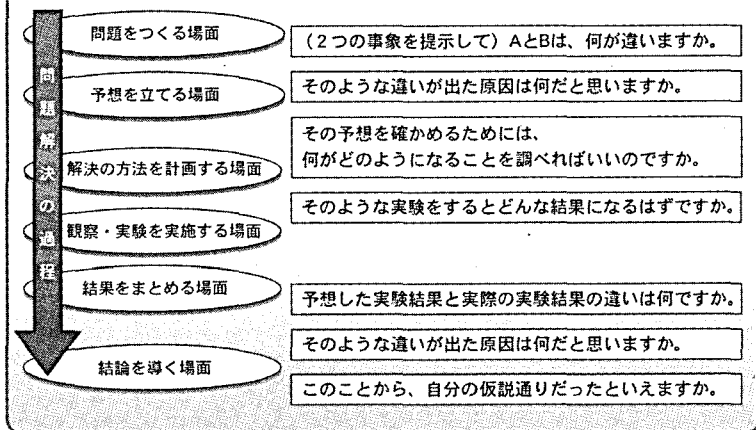 問題解決の過程
問題をつくる場面
(2つの事象を提示して) AとBは、何が違いますか。
予想を立てる場面
そのような違いが出た原因は何だと思いますか。
その予想を確かめるためには、
何がどのようになることを調べればいいのですか。
解決の方法を計画する場面
そのような実験をするとどんな結果になるはずですか。
観察・実験を実施する場面
結果をまとめる場面
予想した実験結果と実際の実験結果の違いは何ですか。
そのような違いが出た原因は何だと思いますか。
結論を導く場面
このことから、自分の仮説通りだったといえますか。